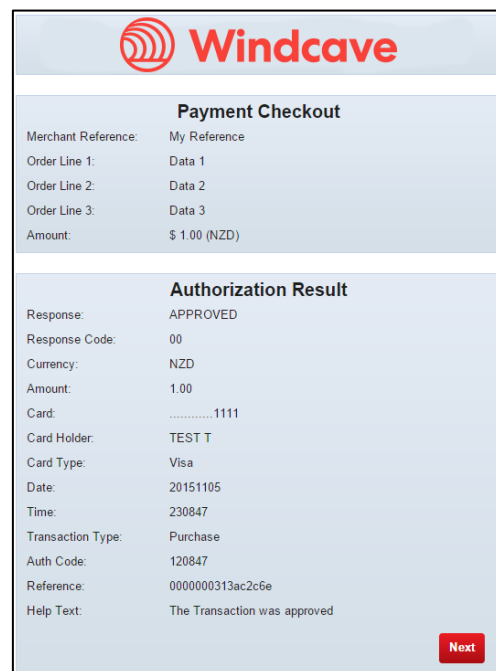 Windcave
Payment Checkout
Merchant Reference: My Reference
Order Line 1: Data 1
Order Line 2: Data 2
Order Line 3: Data 3
Amount: $ 1.00 (NZD)
Authorization Result
Response: APPROVED
Response Code: 00
Currency: NZD
Amount: 1.00
Card: ............1111
Card Holder: TEST T
Card Type: Visa
Date: 20151105
Time: 230847
Transaction Type: Purchase
Auth Code: 120847
Reference: 0000000313ac2c6e
Help Text: The Transaction was approved
Next